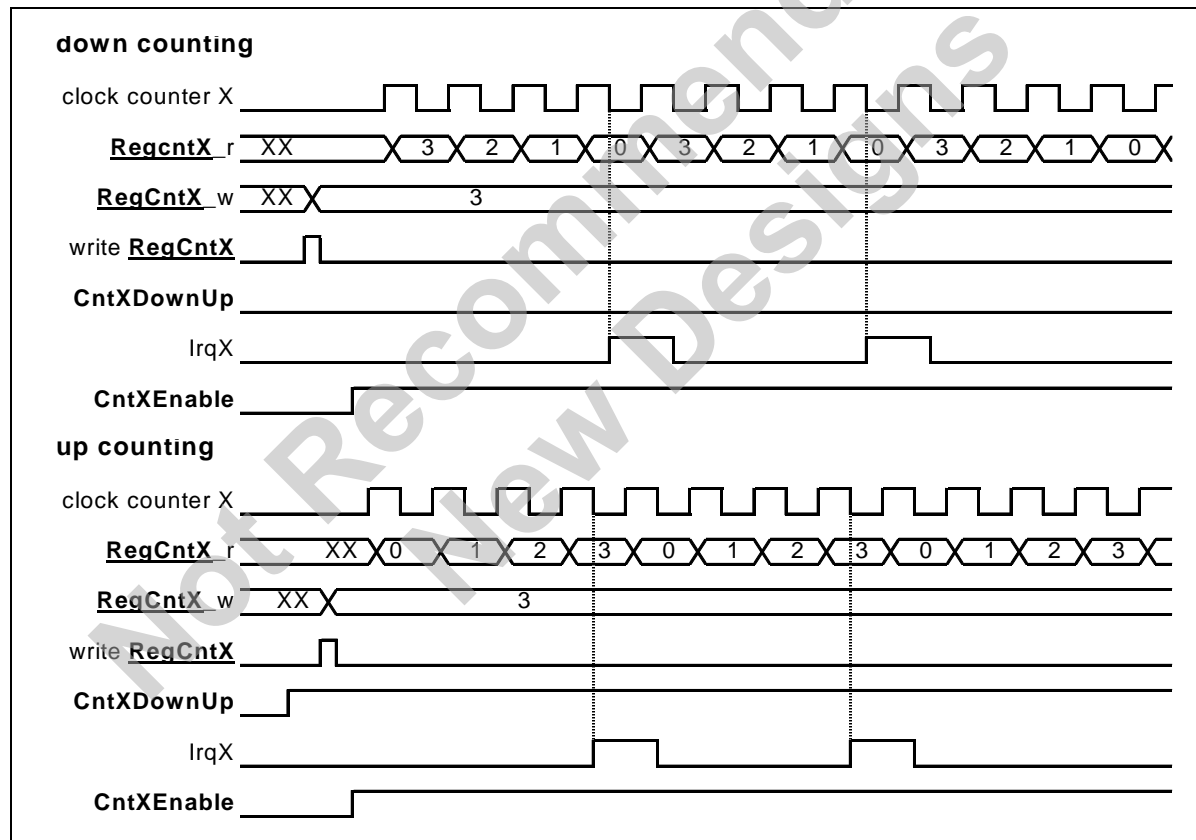 down counting
clock counter X
RegcntX_r XX 3 2 1 0 3 2 1 0 3 2 1 0
RegCntX_w XX 3
write RegCntX
CntXDownUp
IrqX
CntXEnable
up counting
clock counter X
RegCntX_r XX 0 1 2 3 0 1 2 3 0 1 2 3
RegCntX_w XX 3
write RegCntX
CntXDownUp
IrqX
CntXEnable
Not Recommen
New Designs